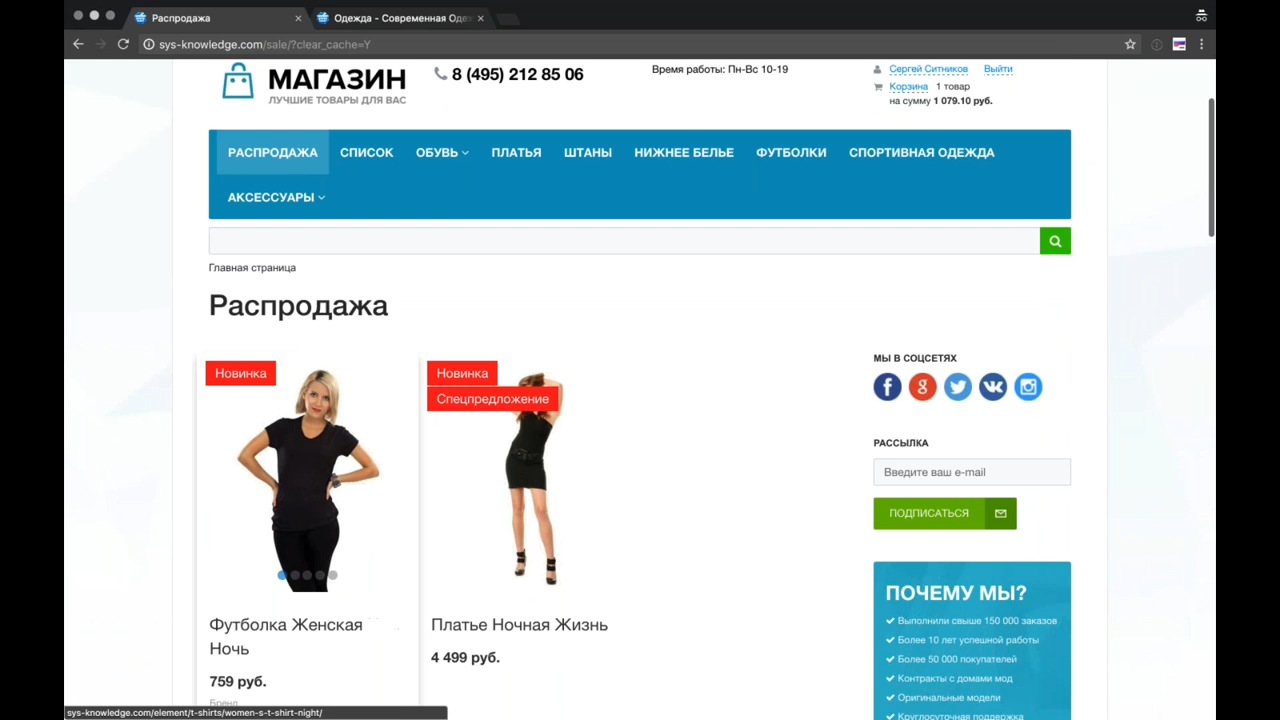 Распродажа
Одежда - Современная Оде
sys-knowledge.com/sale/?clear_cache=Y
МАГАЗИН
ЛУЧШИЕ ТОВАРЫ ДЛЯ ВАС
8 (495) 212 85 06
Время работы: Пн-Вс 10-19
Сергей Ситников Выйти
Корзина 1 товар
на сумму 1 079.10 руб.
РАСПРОДАЖА СПИСОК ОБУВЬ ПЛАТЬЯ ШТАНЫ НИЖНЕЕ БЕЛЬЕ ФУТБОЛКИ СПОРТИВНАЯ ОДЕЖДА
АКСЕССУАРЫ
Главная страница
Распродажа
Новинка
Новинка
Спецпредложение
Футболка Женская
Ночь
759 руб.
Бренд
Платье Ночная Жизнь
4 499 руб.
МЫ В СОЦСЕТЯХ
РАССЫЛКА
Введите ваш e-mail
ПОДПИСАТЬСЯ
ПОЧЕМУ МЫ?
Выполнили свыше 150 000 заказов
Более 10 лет успешной работы
Более 50 000 покупателей
Контракты с домами мод
Оригинальные модели
Круглосуточная поддержка
sys-knowledge.com/element/t-shirts/women-s-t-shirt-night/